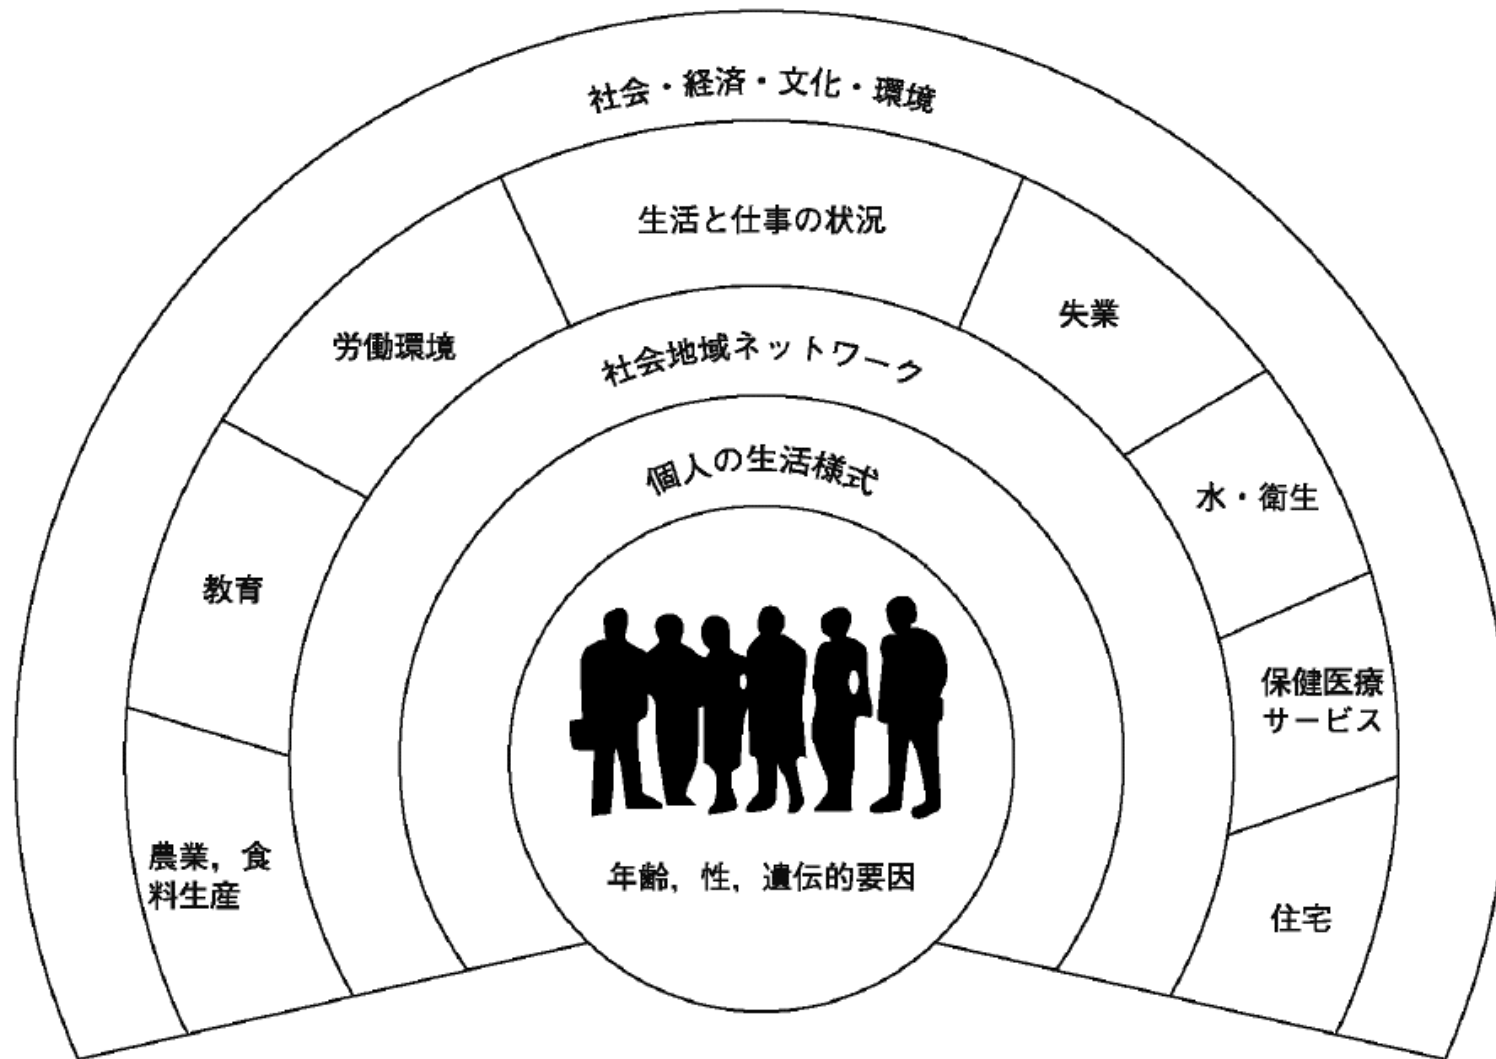 社会・経済・文化・環境
生活と仕事の状況
労働環境
失業
社会地域ネットワーク
個人の生活様式
教育
水・衛生
保健医療
サービス
農業，食
料生産
住宅
年齢，性，遺伝的要因